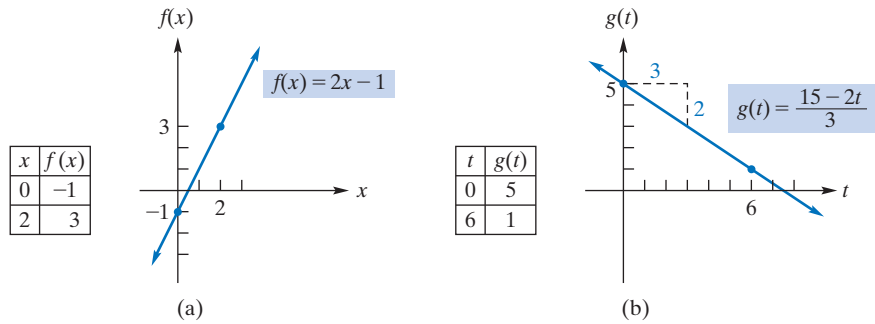 f(x)
f(x) = 2x − 1
3
x f(x)
0 −1
2 3
−1
2
x
(a)
g(t)
3
5
2
g(t) = \frac{15 − 2t}{3}
t g(t)
0 5
6 1
6
t
(b)